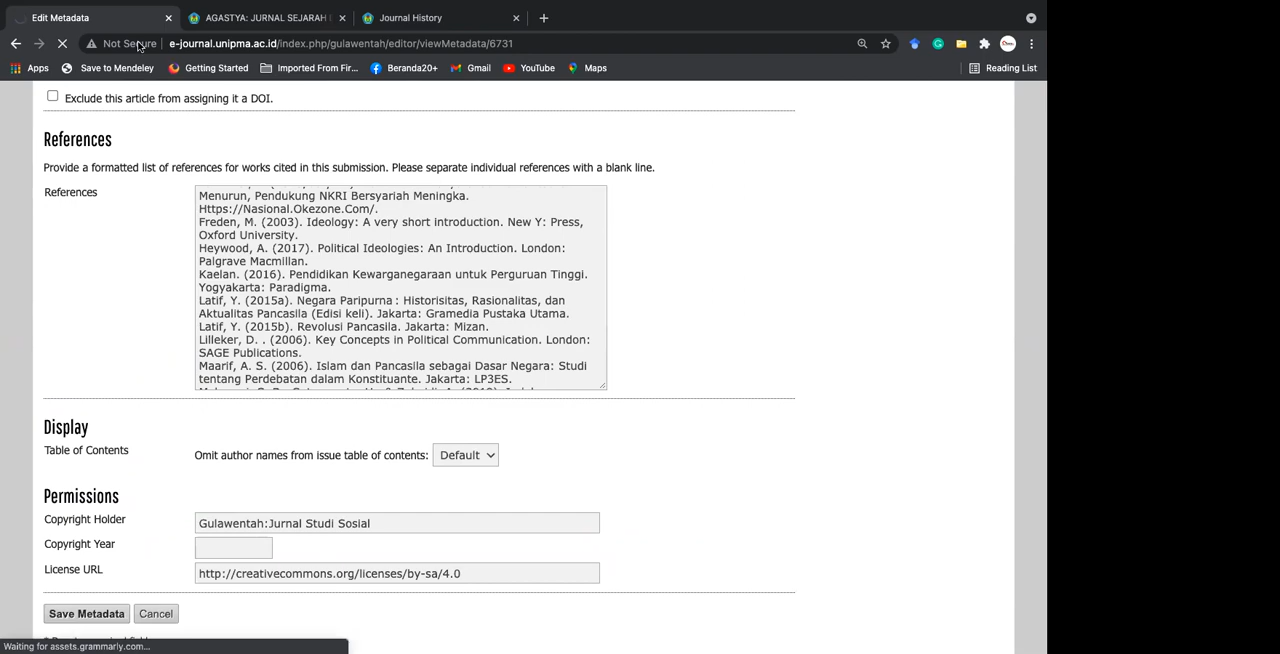 Edit Metadata
AGASTYA: JURNAL SEJARAH
Journal History
Not Secure
e-journal.unipma.ac.id/index.php/gulawentah/editor/viewMetadata/6731
Apps
Save to Mendeley
Getting Started
Imported From Fir...
Beranda20+
Gmail
YouTube
Maps
Reading List
Exclude this article from assigning it a DOI.
References
Provide a formatted list of references for works cited in this submission. Please separate individual references with a blank line.
References
Menurun, Pendukung NKRI Bersyariah Meningka.
Https://Nasional.Okezone.Com/.
Freden, M. (2003). Ideology: A very short introduction. New Y: Press,
Oxford University.
Heywood, A. (2017). Political Ideologies: An Introduction. London:
Palgrave Macmillan.
Kaelan. (2016). Pendidikan Kewarganegaraan untuk Perguruan Tinggi.
Yogyakarta: Paradigma.
Latif, Y. (2015a). Negara Paripurna : Historisitas, Rasionalitas, dan
Aktualitas Pancasila (Edisi keli). Jakarta: Gramedia Pustaka Utama.
Latif, Y. (2015b). Revolusi Pancasila. Jakarta: Mizan.
Lilleker, D. . (2006). Key Concepts in Political Communication. London:
SAGE Publications.
Maarif, A. S. (2006). Islam dan Pancasila sebagai Dasar Negara: Studi
tentang Perdebatan dalam Konstituante. Jakarta: LP3ES.
Display
Table of Contents
Omit author names from issue table of contents:
Default
Permissions
Copyright Holder
Gulawentah:Jurnal Studi Sosial
Copyright Year
License URL
http://creativecommons.org/licenses/by-sa/4.0
Save Metadata
Cancel
Waiting for assets.grammarly.com...